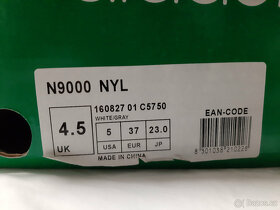 N9000 NYL
160827 01 C5750
WHITE/GRAY
EAN-CODE
4.5 5 37 23.0
UK USA EUR JP
MADE IN CHINA